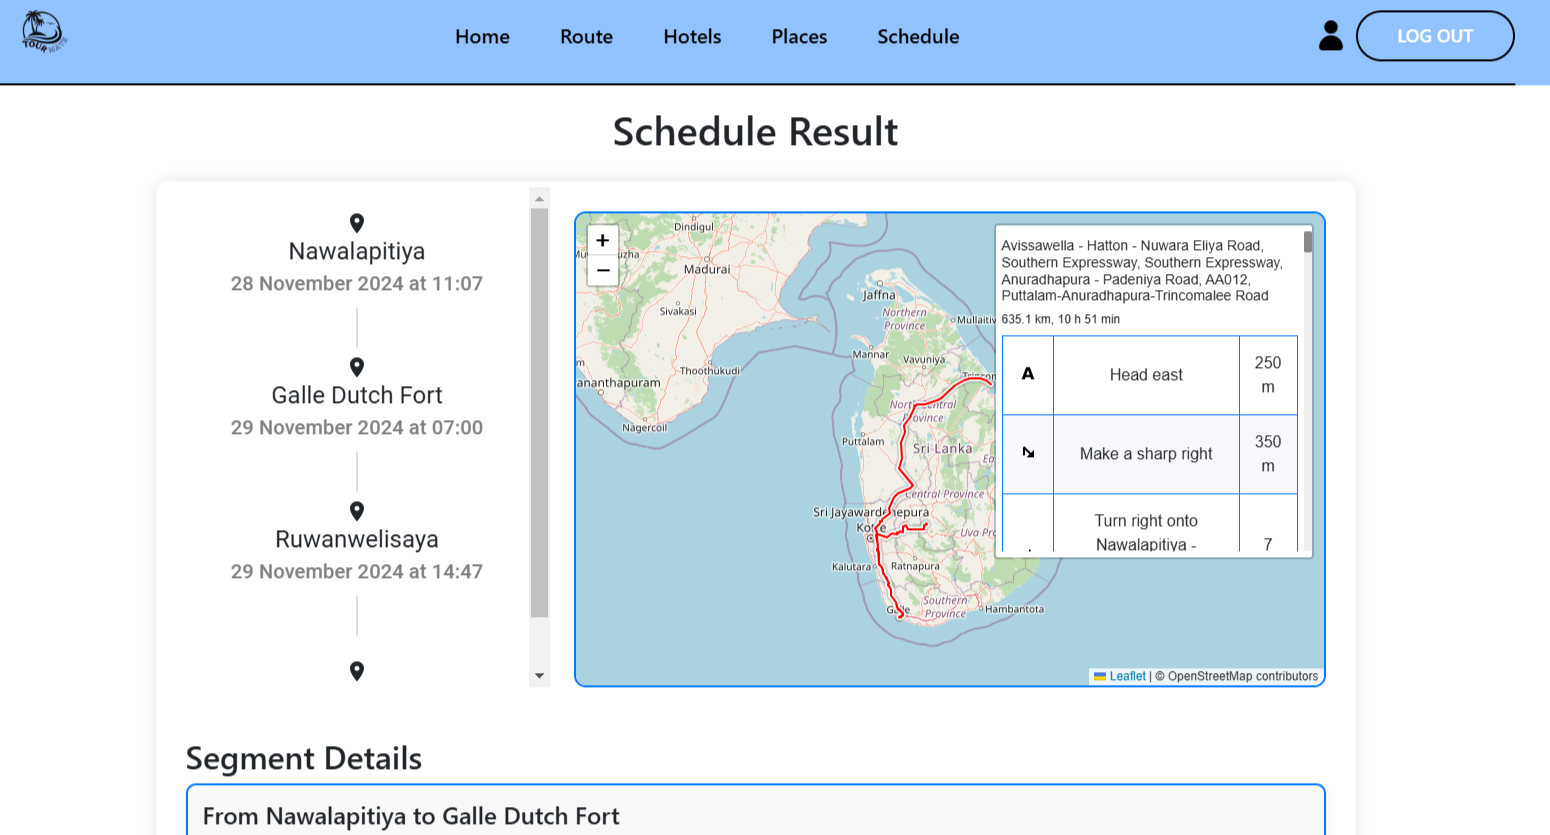 TOUR MATE
Home
Route
Hotels
Places
Schedule
LOG OUT
Schedule Result
Nawalapitiya
28 November 2024 at 11:07
Galle Dutch Fort
29 November 2024 at 07:00
Ruwanwelisaya
29 November 2024 at 14:47
+
−
Dindigul
Madurai
Sivakasi
Thoothukudi
ananthapuram
Nagercoil
Jaffna
Northern
Province
Mullaitiv
Mannar
Vavuniya
Trincom
North Central
Province
Puttalam
Sri Lanka
Central Province
Sri Jayawardenepura
Kotte
Uva Pr
Kalutara
Ratnapura
Galle
Southern
Province
Hambantota
Avissawella - Hatton - Nuwara Eliya Road,
Southern Expressway, Southern Expressway,
Anuradhapura - Padeniya Road, AA012,
Puttalam-Anuradhapura-Trincomalee Road
635.1 km, 10 h 51 min
Head east
250
m
Make a sharp right
350
m
Turn right onto
Nawalapitiya -
7
Leaflet | © OpenStreetMap contributors
Segment Details
From Nawalapitiya to Galle Dutch Fort